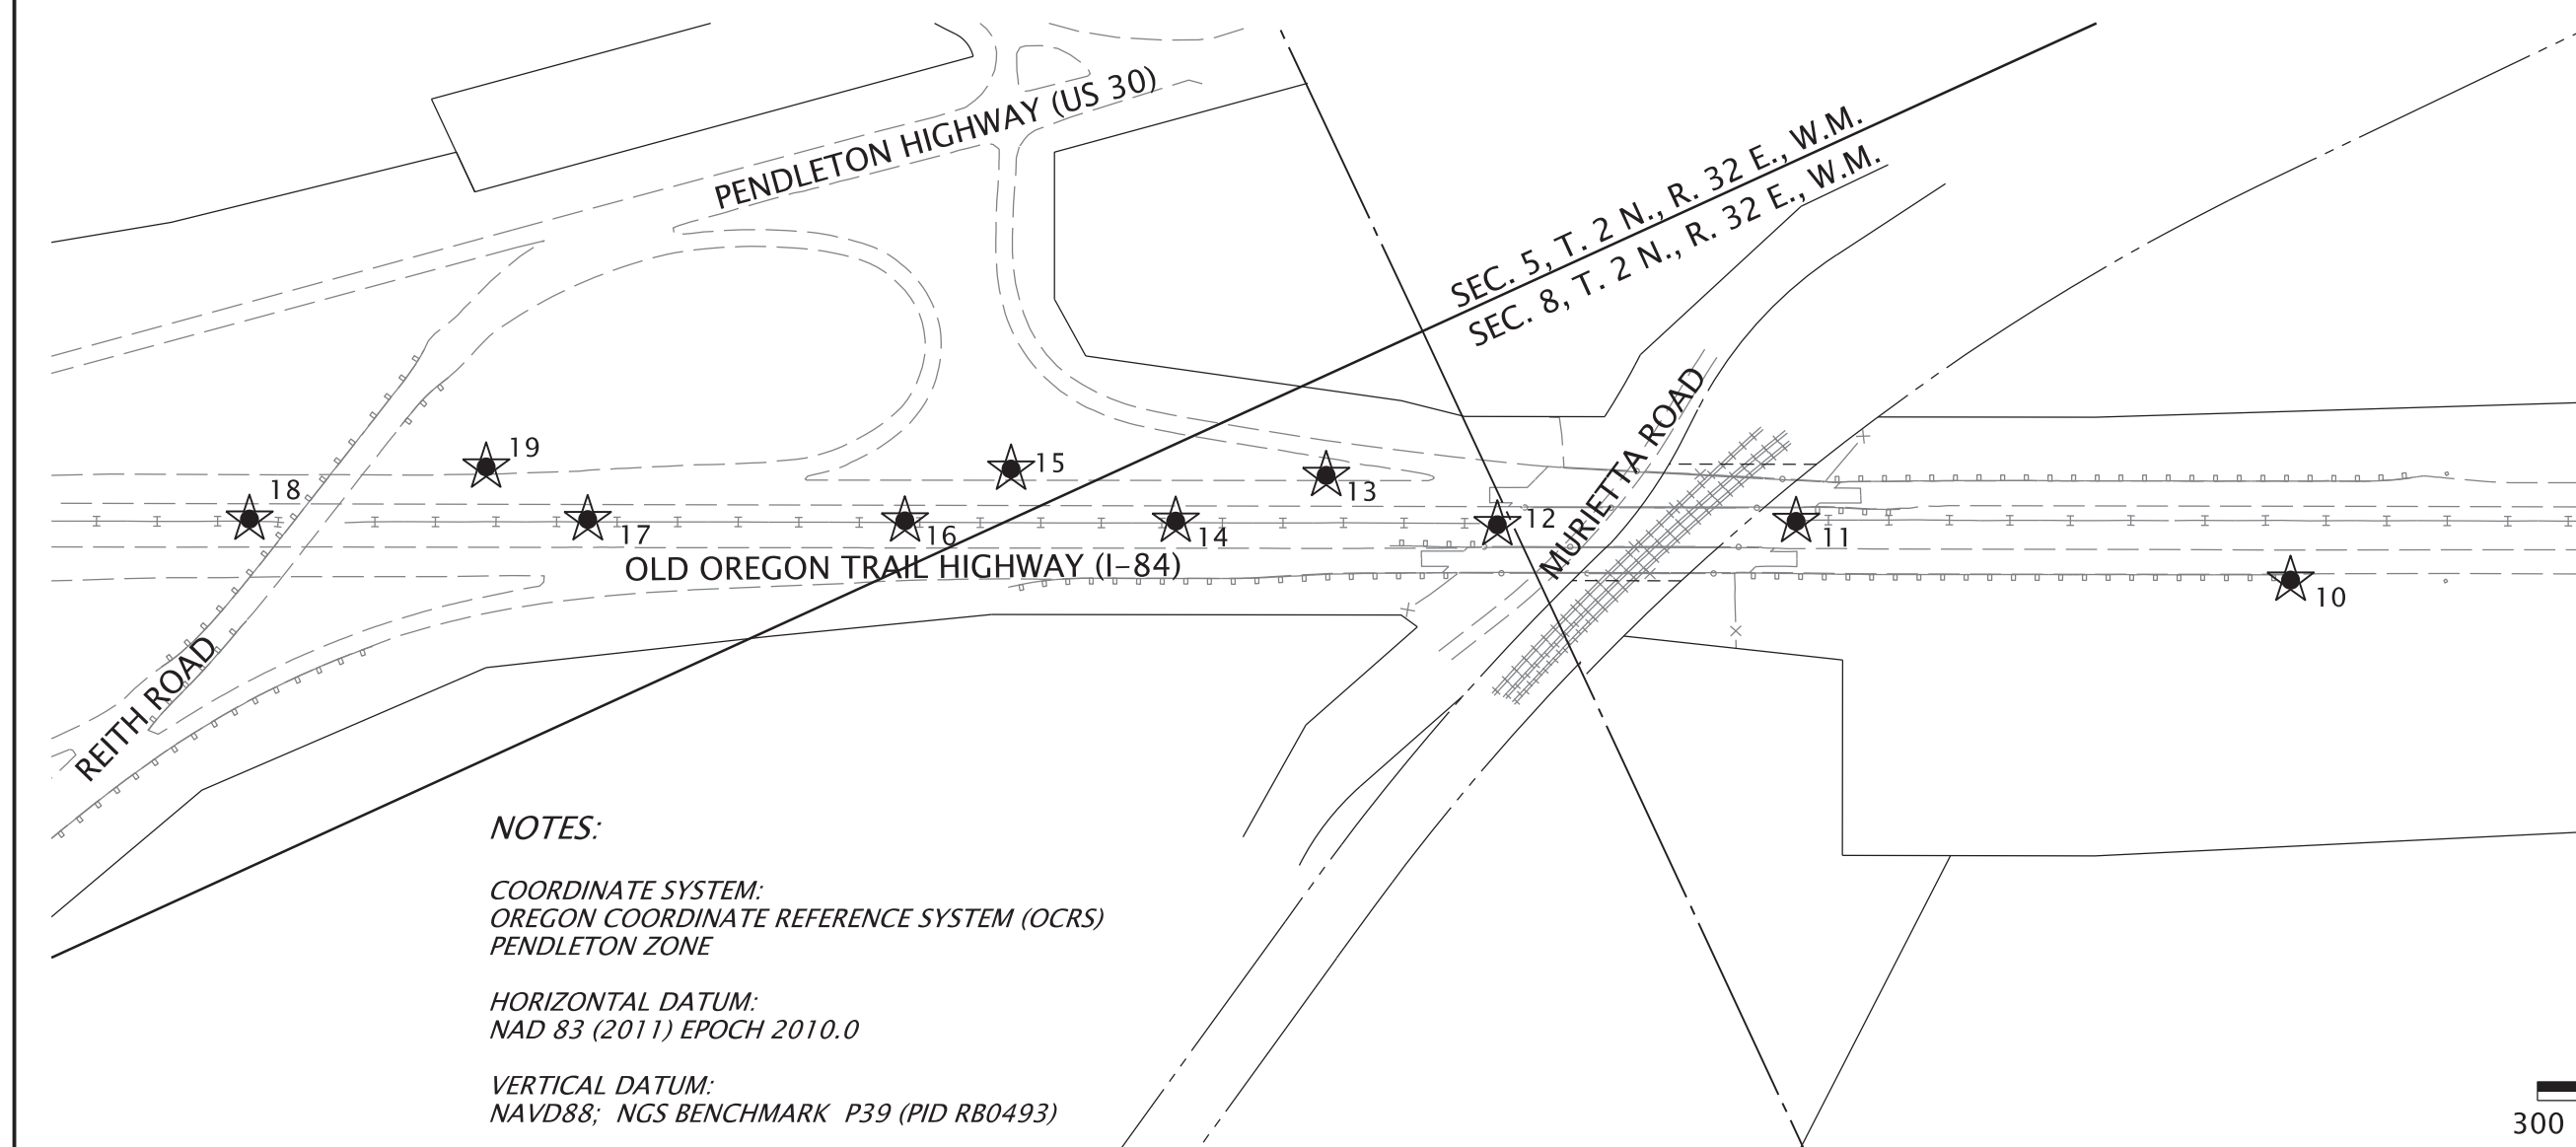 PENDLETON HIGHWAY (US 30)
SEC. 5, T. 2 N., R. 32 E., W.M.
SEC. 8, T. 2 N., R. 32 E., W.M.
MURIETTA ROAD
19
15
18
13
12
17
16
14
11
OLD OREGON TRAIL HIGHWAY (I-84)
10
REITH ROAD
NOTES:
COORDINATE SYSTEM:
OREGON COORDINATE REFERENCE SYSTEM (OCRS)
PENDLETON ZONE
HORIZONTAL DATUM:
NAD 83 (2011) EPOCH 2010.0
VERTICAL DATUM:
NAVD88; NGS BENCHMARK P39 (PID RB0493)
300